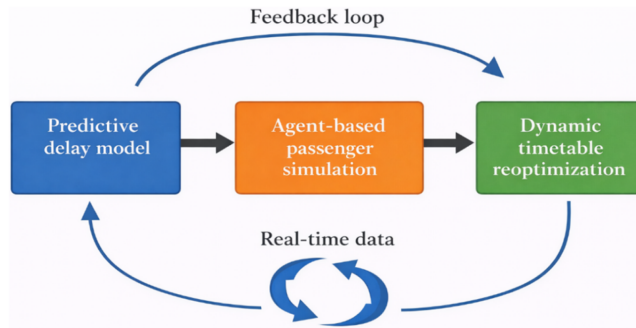 Feedback loop
Predictive
delay model
Agent-based
passenger
simulation
Dynamic
timetable
reoptimization
Real-time data